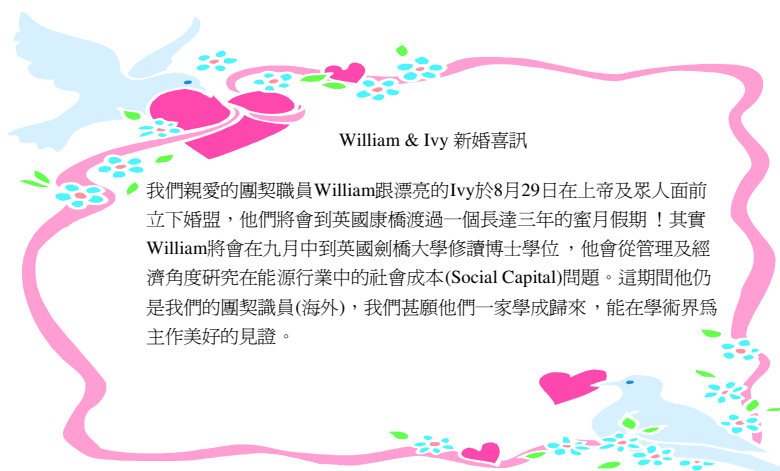 William & Ivy 新婚喜訊
我們親愛的團契職員William跟漂亮的Ivy於8月29日在上帝及眾人面前
立下婚盟，他們將會到英國康橋渡過一個長達三年的蜜月假期！其實
William將會在九月中到英國劍橋大學修讀博士學位，他會從管理及經
濟角度研究在能源行業中的社會成本(Social Capital)問題。這期間他仍
是我們的團契職員(海外)，我們甚願他們一家學成歸來，能在學術界為
主作美好的見證。